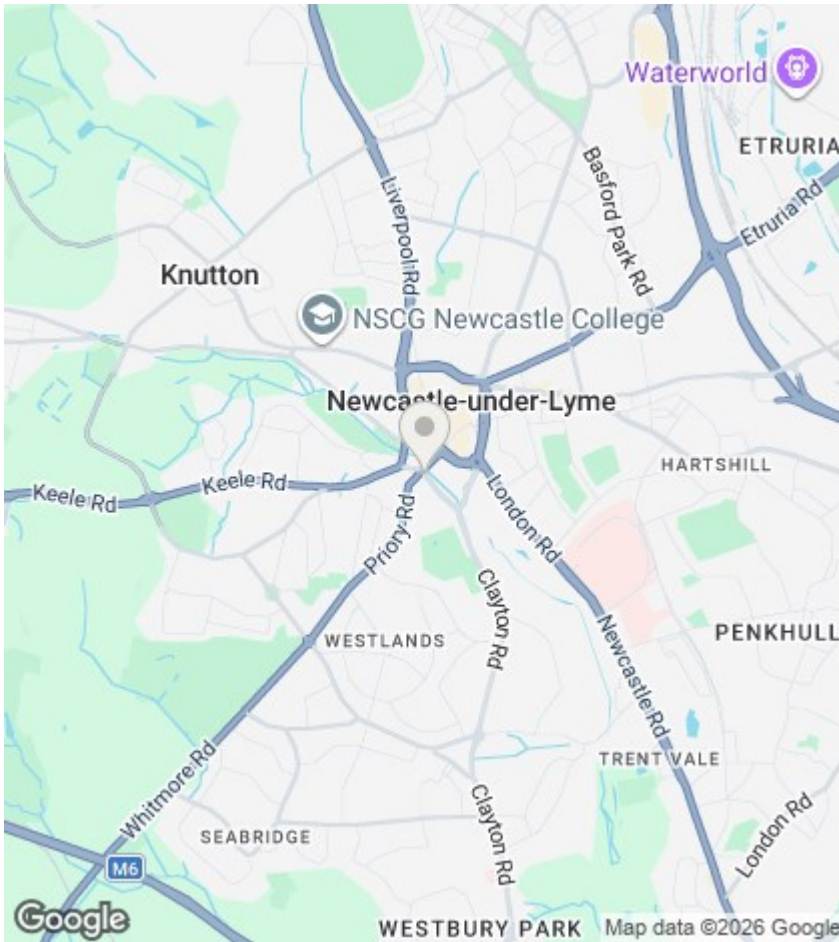 Waterworld
ETRURIA
Basford Park Rd
Etruria Rd
Liverpool Rd
Knutton
NSCG Newcastle College
Newcastle-under-Lyme
HARTSHILL
Keele Rd
Keele Rd
Priory Rd
London Rd
Clayton Rd
WESTLANDS
PENKHULL
Newcastle Rd
TRENT VALE
Whitmore Rd
SEABRIDGE
Clayton Rd
London Rd
M6
Google
WESTBURY PARK
Map data ©2026 Google